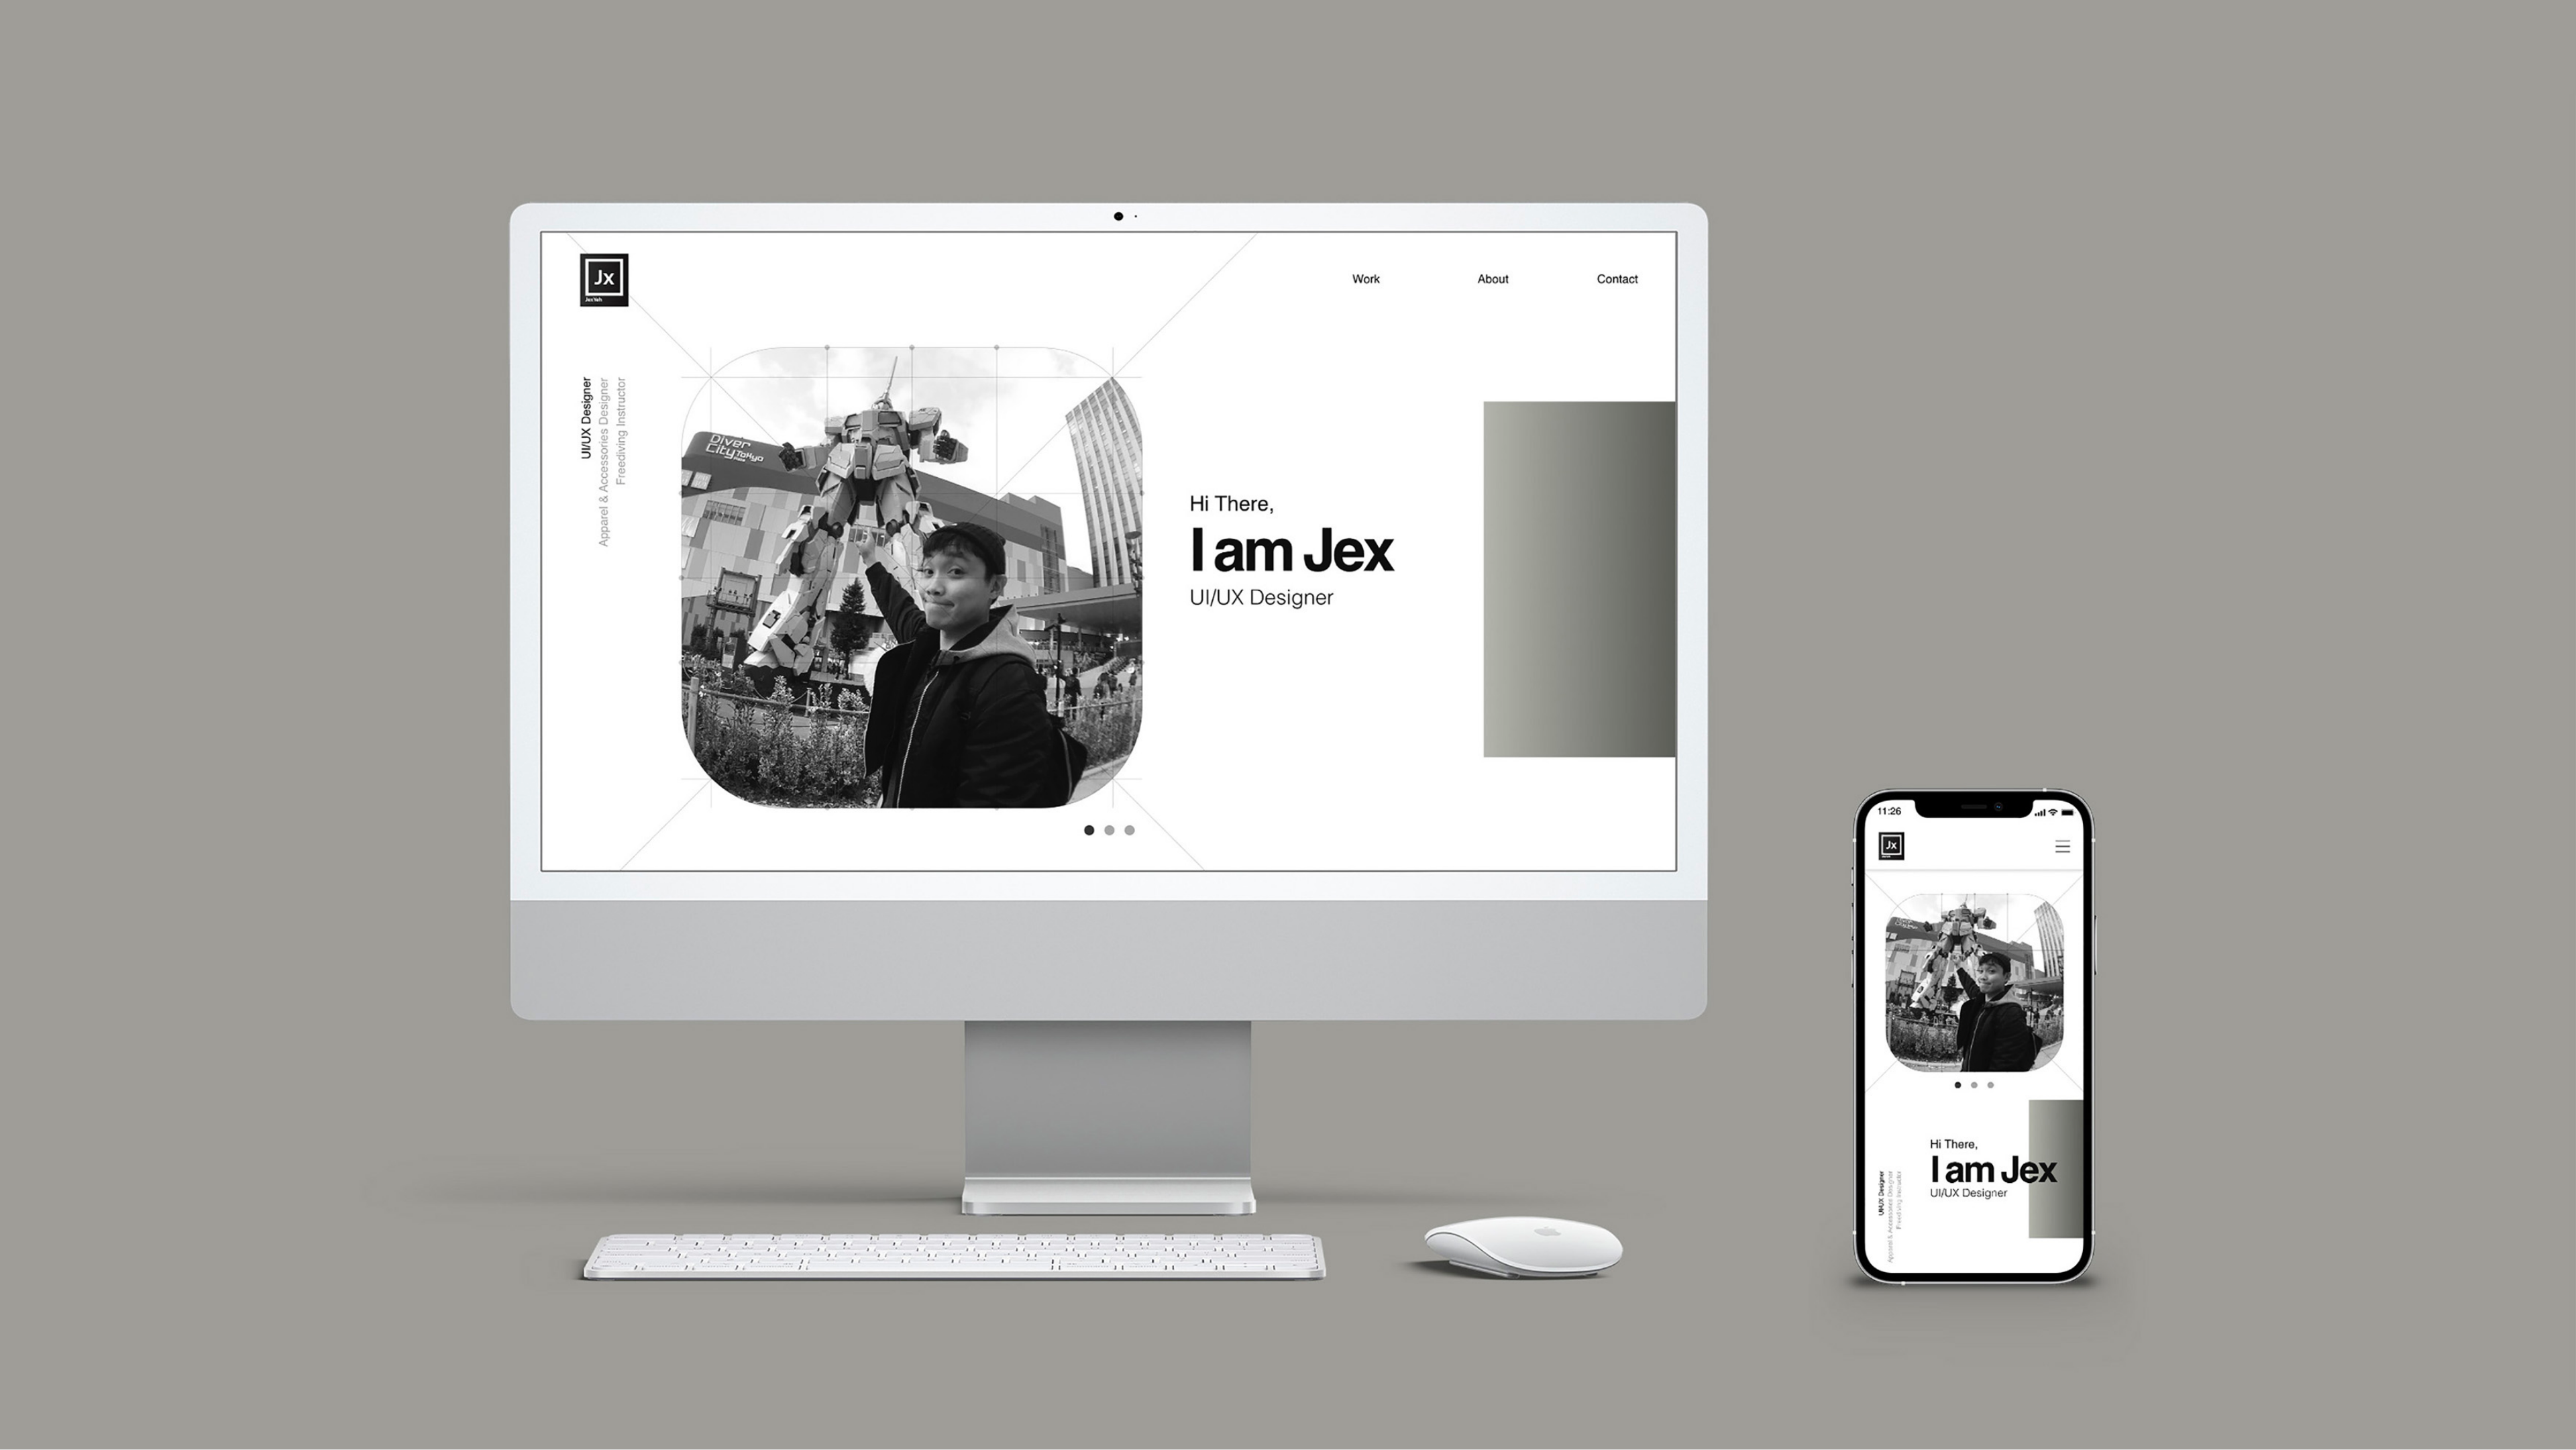 Jx
Jex Yeh
Work
About
Contact
UI/UX Designer
Apparel & Accessories Designer
Freediving Instructor
Diver
City Tokyo
Hi There,
I am Jex
UI/UX Designer
11:26
Jx
Hi There,
I am Jex
UI/UX Designer
UI/UX Designer
Apparel & Accessories Designer
Freediving Instructor